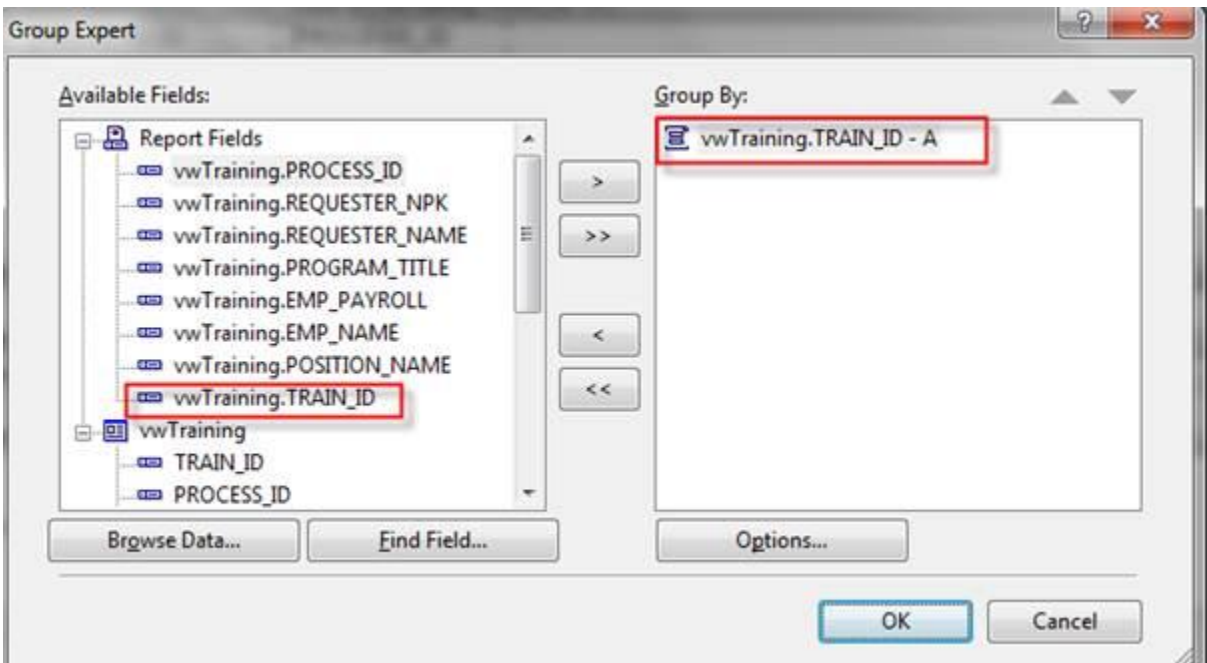 Group Expert
Available Fields:
Report Fields
vwTraining.PROCESS_ID
vwTraining.REQUESTER_NPK
vwTraining.REQUESTER_NAME
vwTraining.PROGRAM_TITLE
vwTraining.EMP_PAYROLL
vwTraining.EMP_NAME
vwTraining.POSITION_NAME
vwTraining.TRAIN_ID
vwTraining
TRAIN_ID
PROCESS_ID
Browse Data...
Find Field...
>
>>
<
<<
Group By:
vwTraining.TRAIN_ID - A
Options...
OK
Cancel